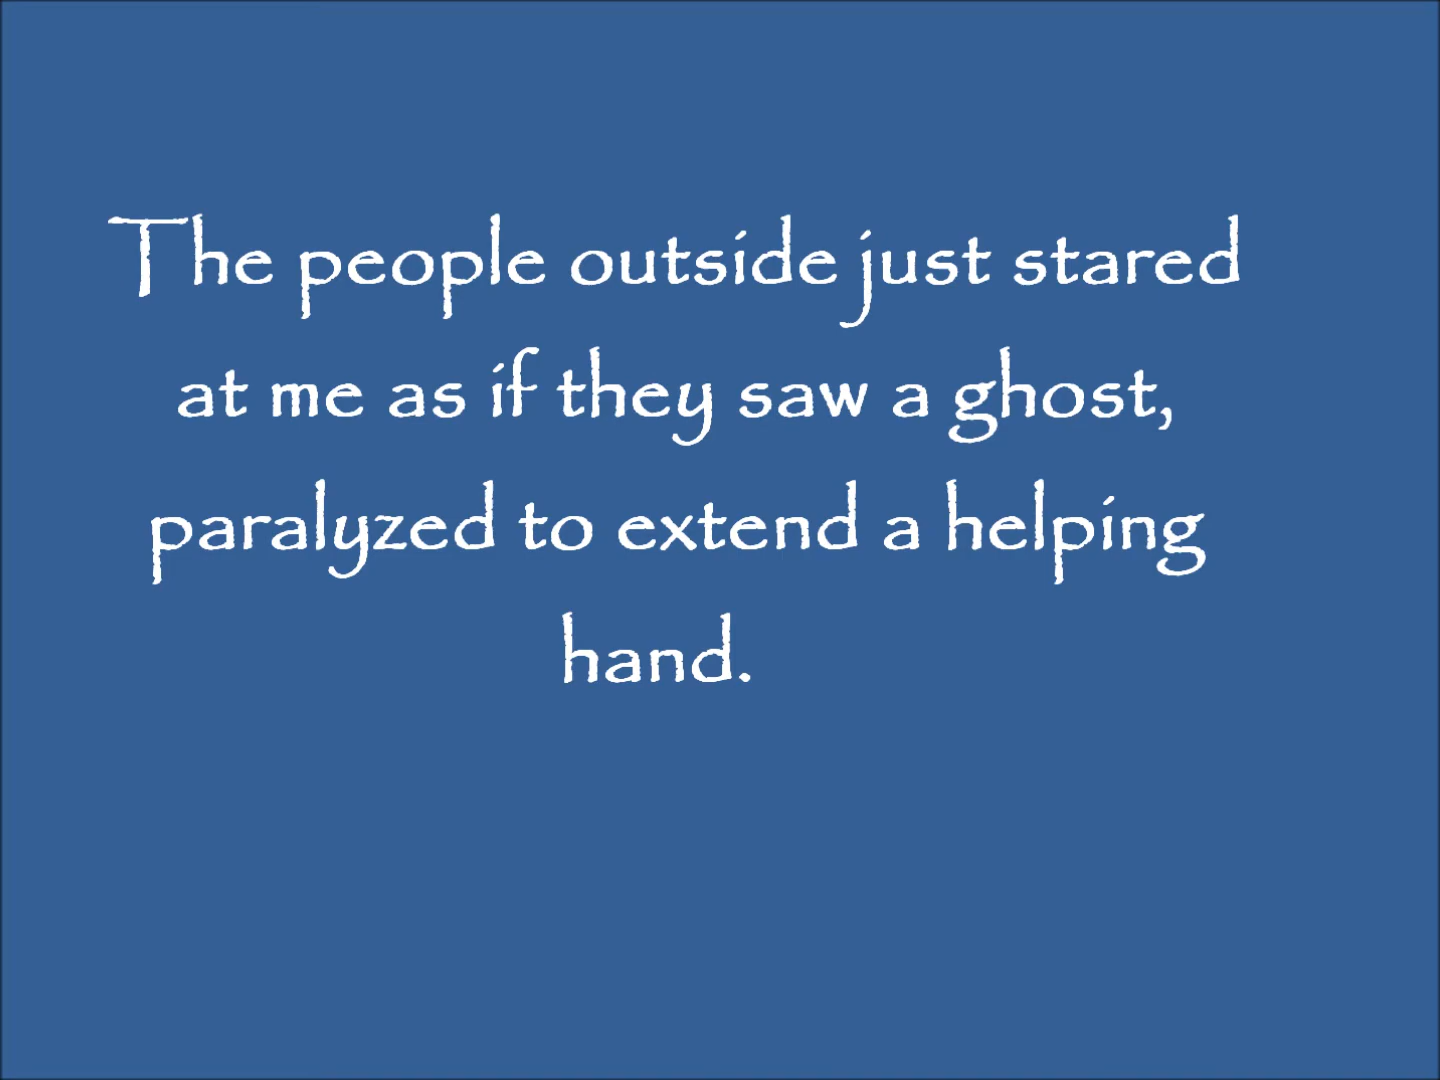 The people outside just stared
at me as if they saw a ghost,
paralyzed to extend a helping
hand.